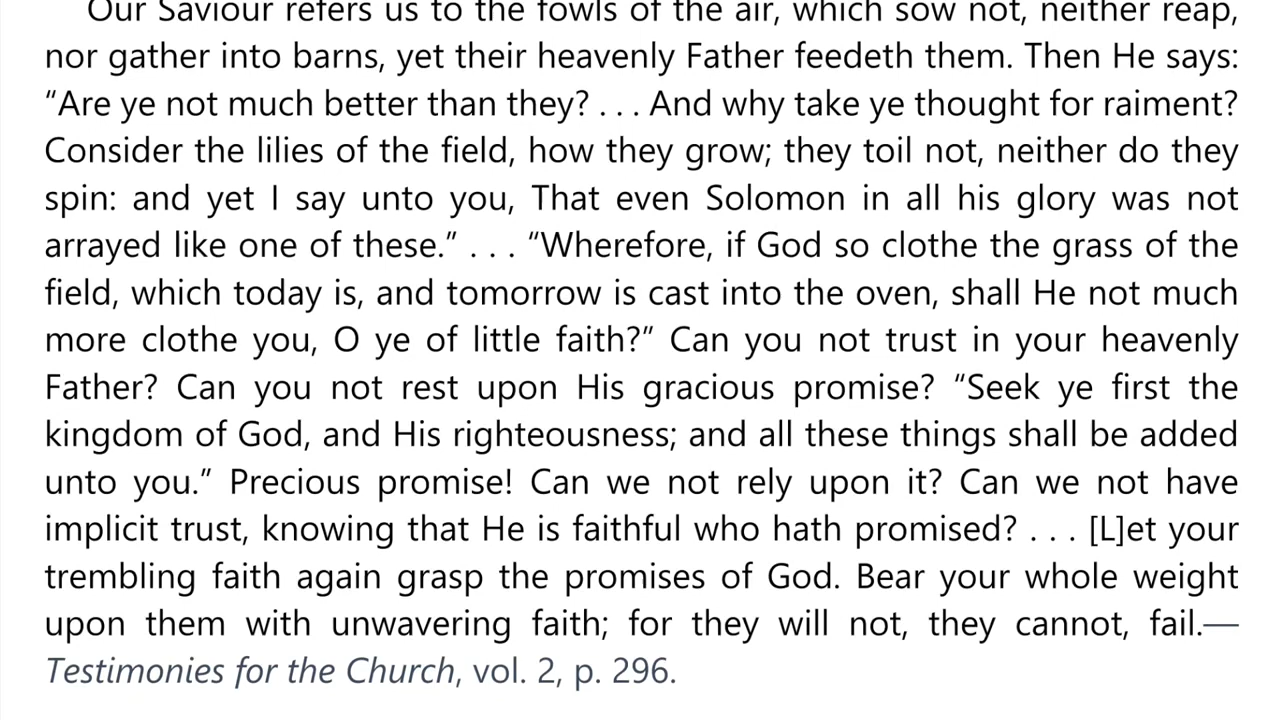 Our Saviour refers us to the fowls of the air, which sow not, neither reap,
nor gather into barns, yet their heavenly Father feedeth them. Then He says:
“Are ye not much better than they? . . . And why take ye thought for raiment?
Consider the lilies of the field, how they grow; they toil not, neither do they
spin: and yet I say unto you, That even Solomon in all his glory was not
arrayed like one of these.” . . . “Wherefore, if God so clothe the grass of the
field, which today is, and tomorrow is cast into the oven, shall He not much
more clothe you, O ye of little faith?” Can you not trust in your heavenly
Father? Can you not rest upon His gracious promise? “Seek ye first the
kingdom of God, and His righteousness; and all these things shall be added
unto you.” Precious promise! Can we not rely upon it? Can we not have
implicit trust, knowing that He is faithful who hath promised? . . . [L]et your
trembling faith again grasp the promises of God. Bear your whole weight
upon them with unwavering faith; for they will not, they cannot, fail.—
Testimonies for the Church, vol. 2, p. 296.